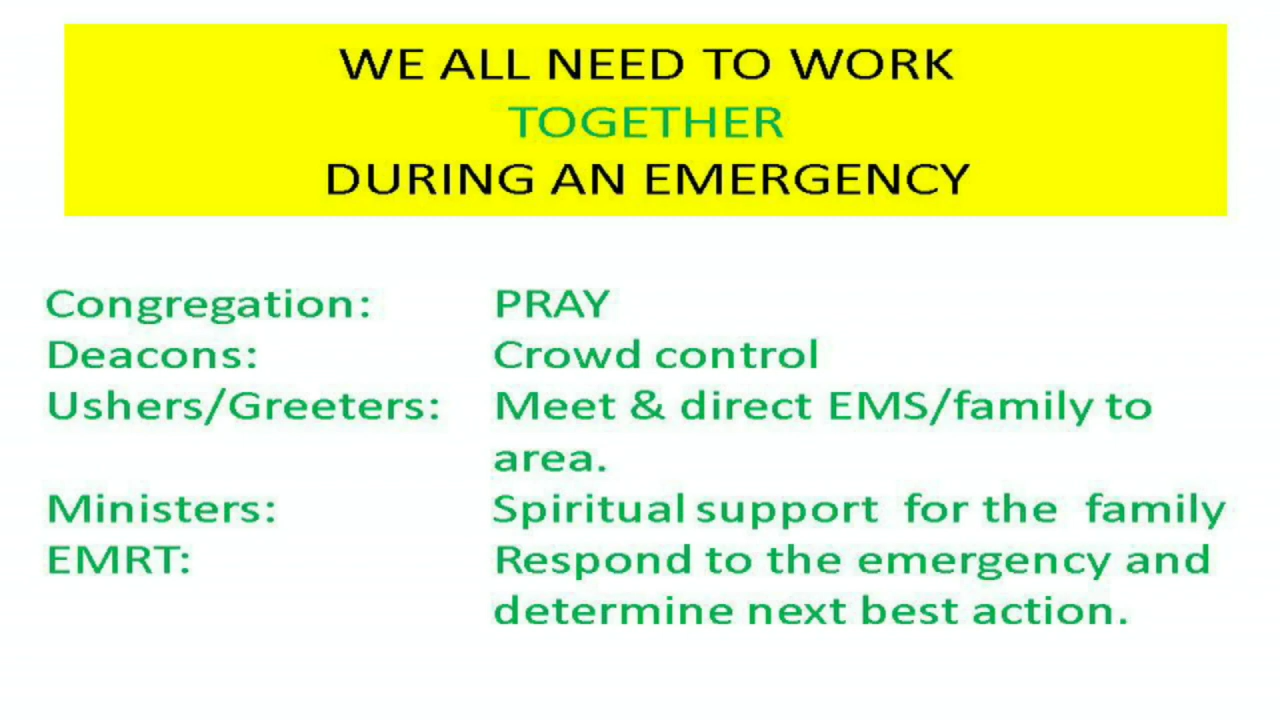 WE ALL NEED TO WORK
TOGETHER
DURING AN EMERGENCY
Congregation: PRAY
Deacons: Crowd control
Ushers/Greeters: Meet & direct EMS/family to
area.
Ministers: Spiritual support for the family
EMRT: Respond to the emergency and
determine next best action.